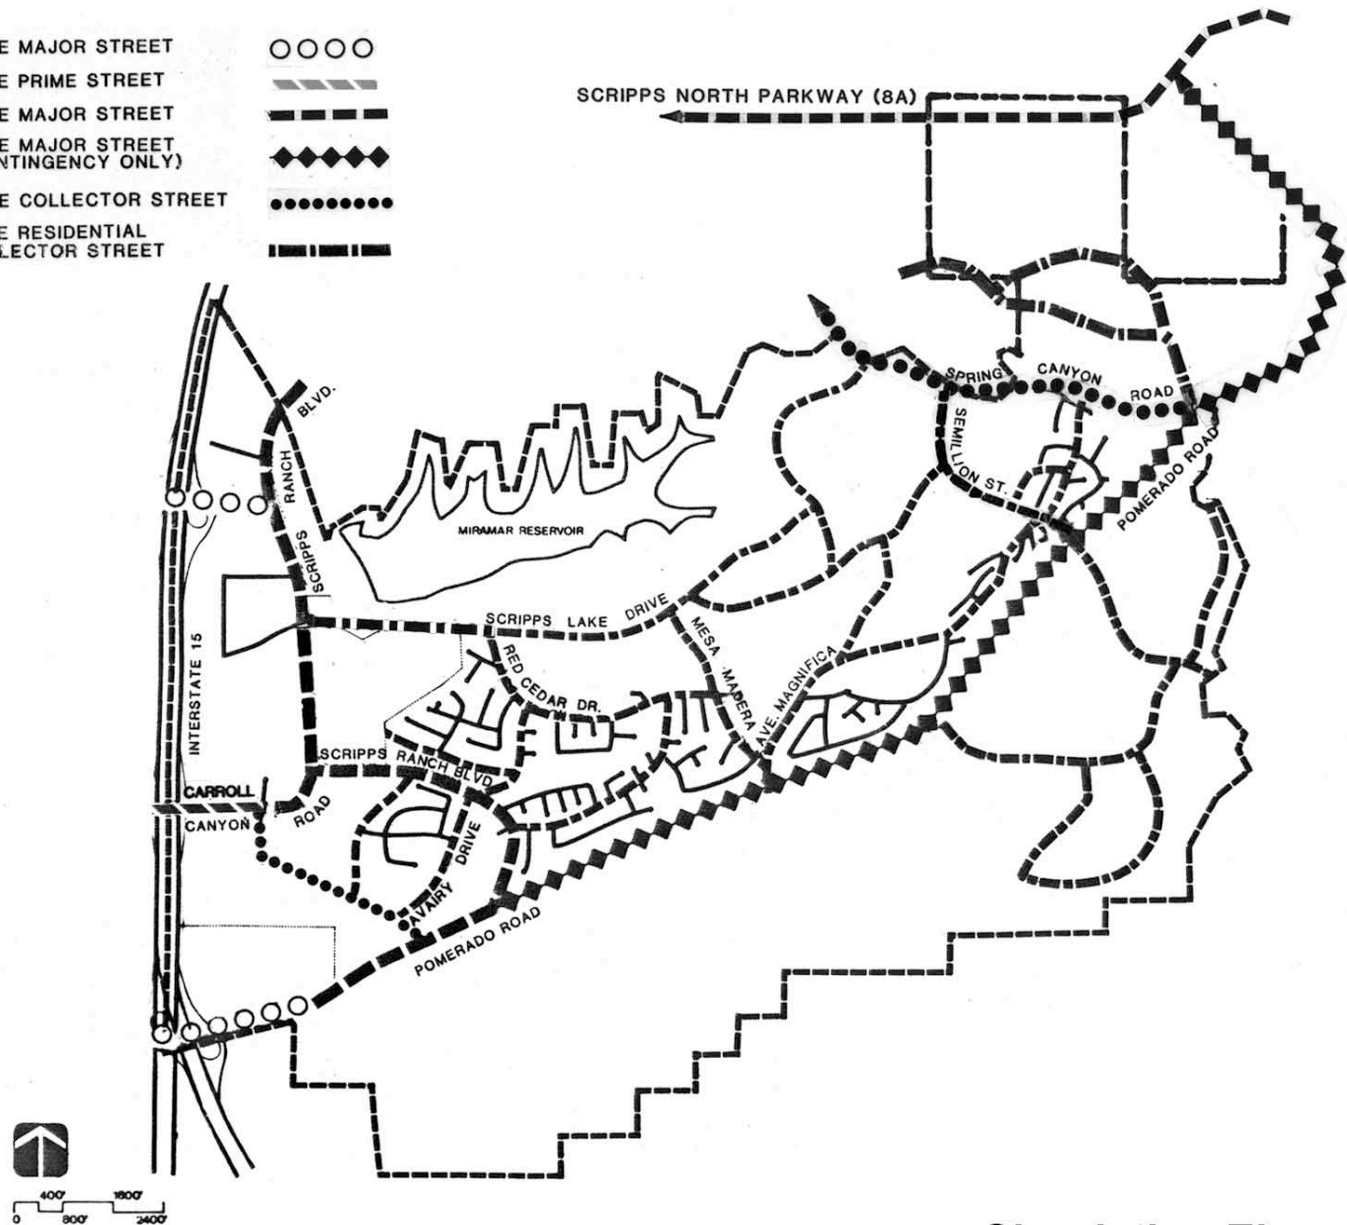 E MAJOR STREET
E PRIME STREET
E MAJOR STREET
E MAJOR STREET
NTINGENCY ONLY)
E COLLECTOR STREET
E RESIDENTIAL
LECTOR STREET
SCRIPPS NORTH PARKWAY (8A)
SPRING CANYON ROAD
SEMILLION ST.
POMERADO ROAD
BLVD.
RANCH
SCRIPPS
MIRAMAR RESERVOIR
INTERSTATE 15
SCRIPPS LAKE DRIVE
RED CEDAR DR.
MESA MADERA
AVE. MAGNIFICA
SCRIPPS RANCH BLVD
CARROLL
CANYON ROAD
AVAIRY DRIVE
POMERADO ROAD
400' 1600'
0 800' 2400'